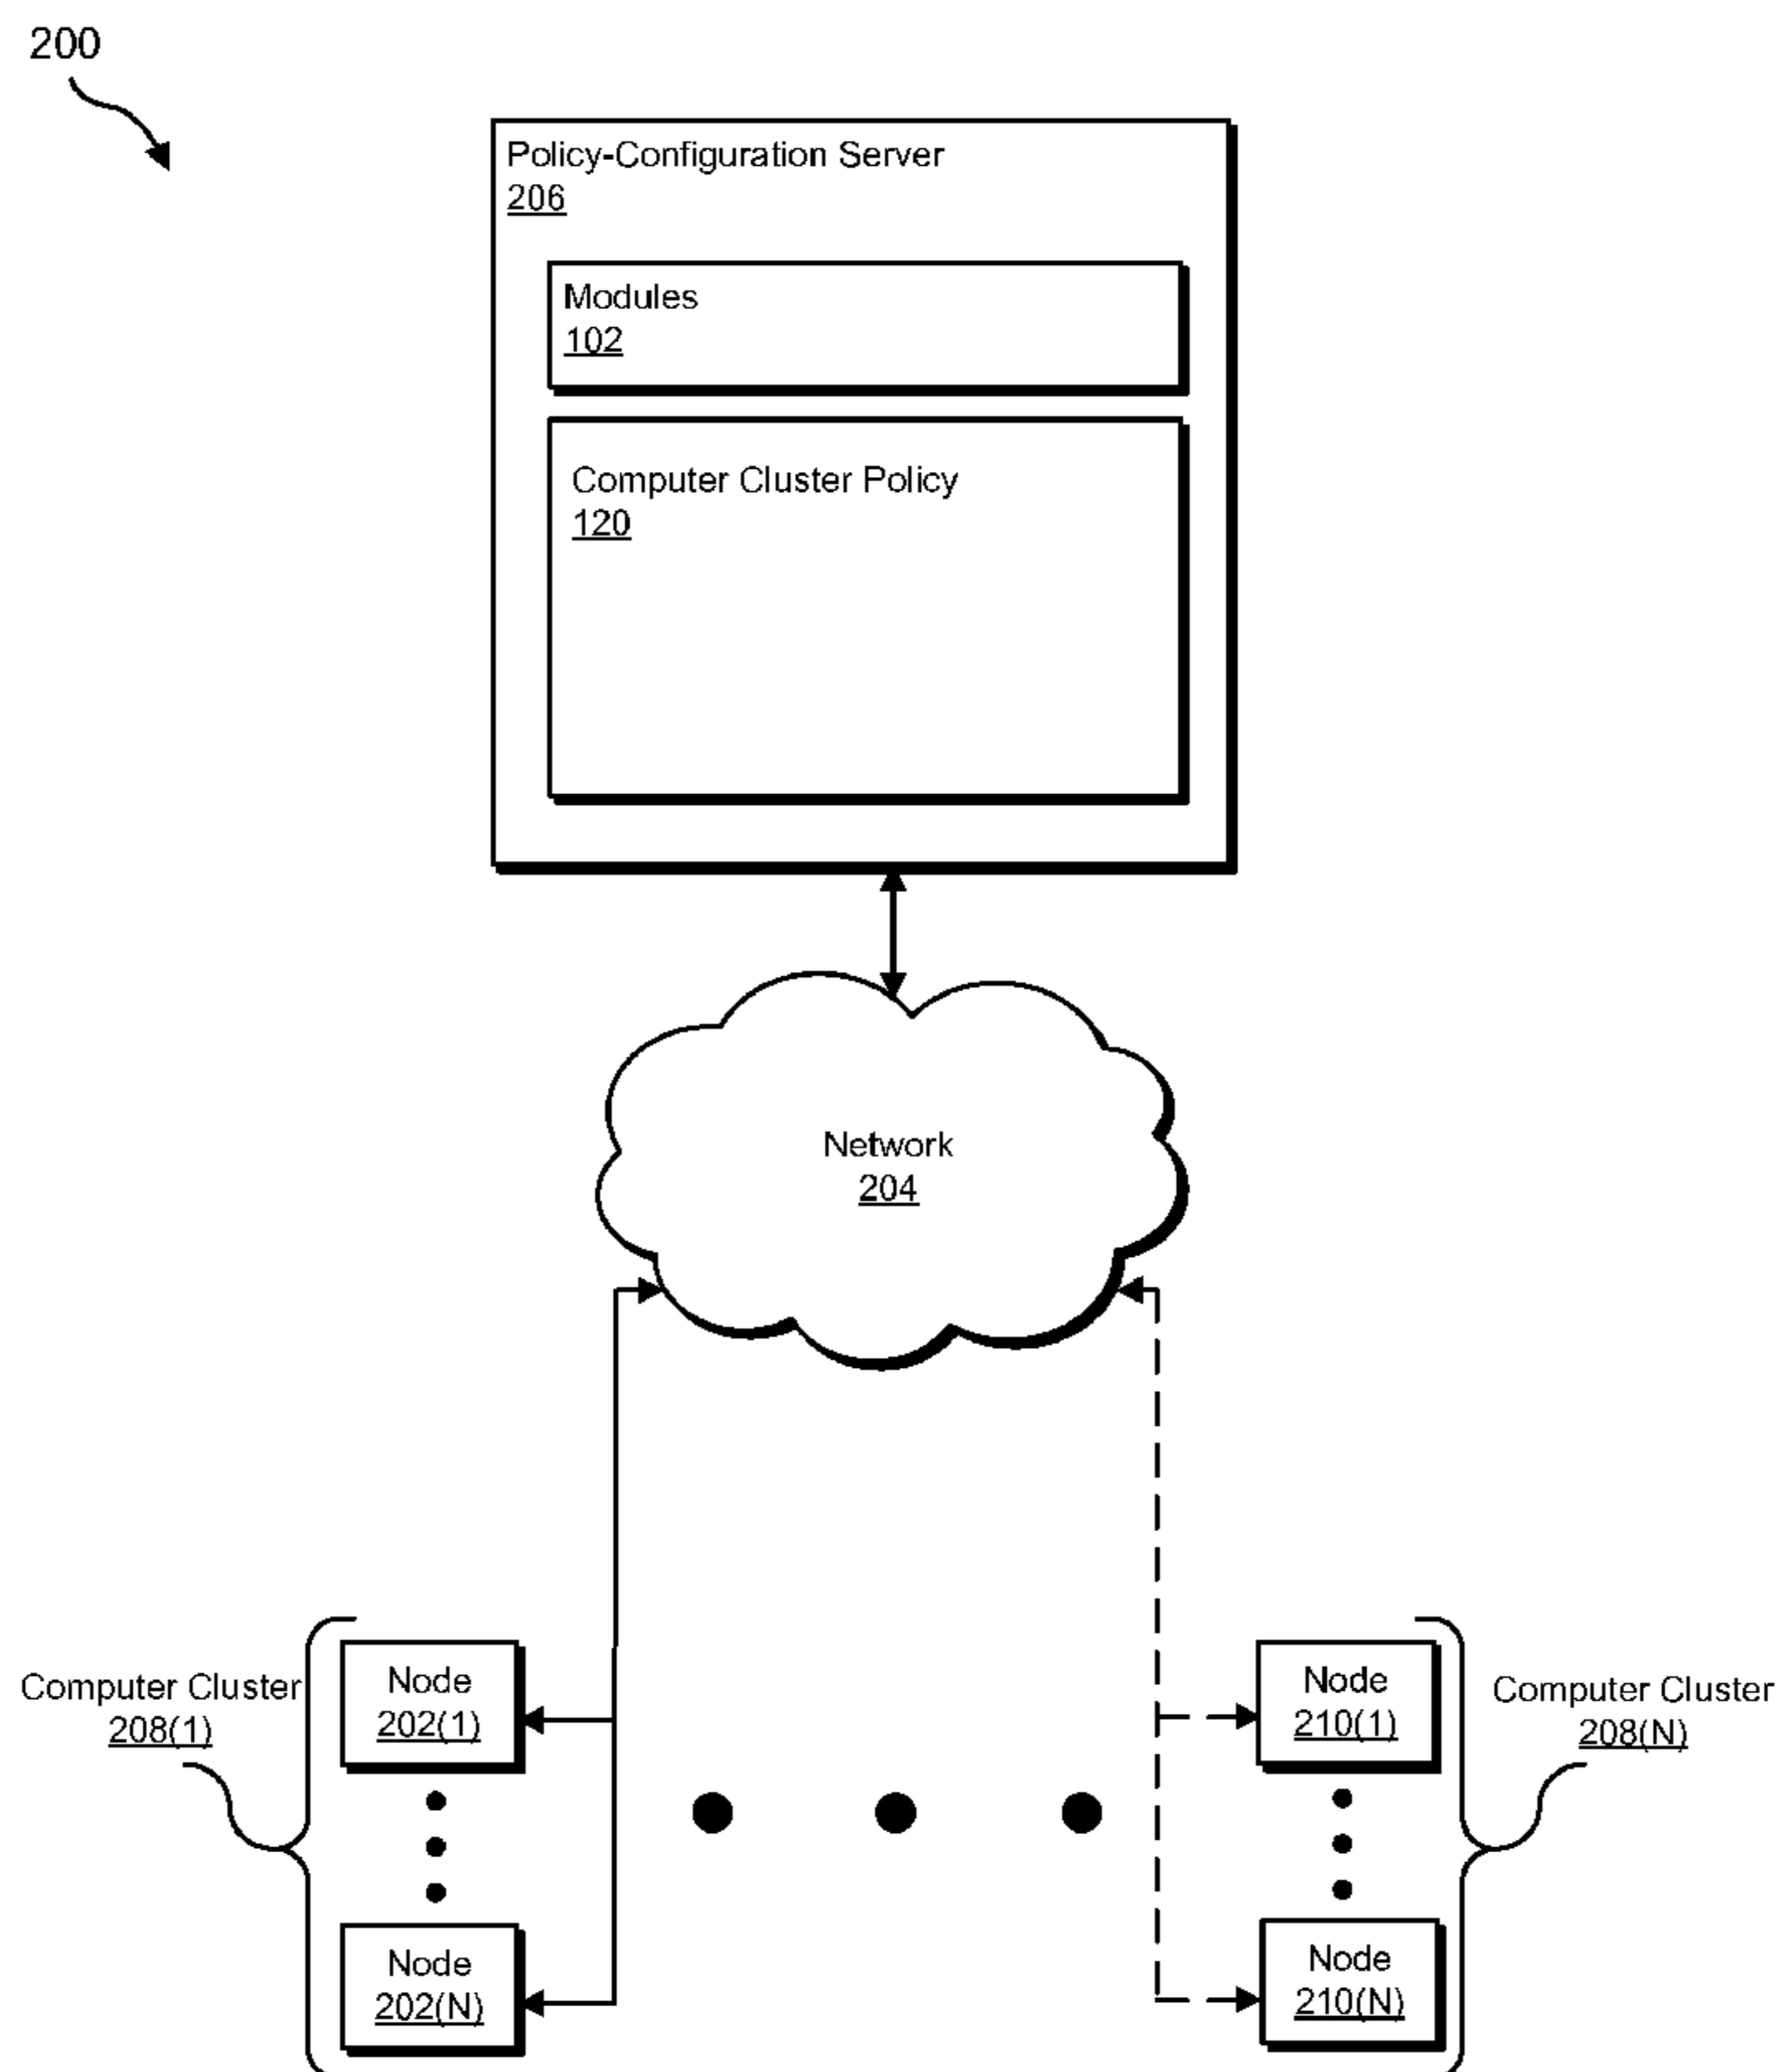 200
Policy-Configuration Server
206
Modules
102
Computer Cluster Policy
120
Network
204
Computer Cluster
208(1)
Node
202(1)
Node
202(N)
Node
210(1)
Node
210(N)
Computer Cluster
208(N)